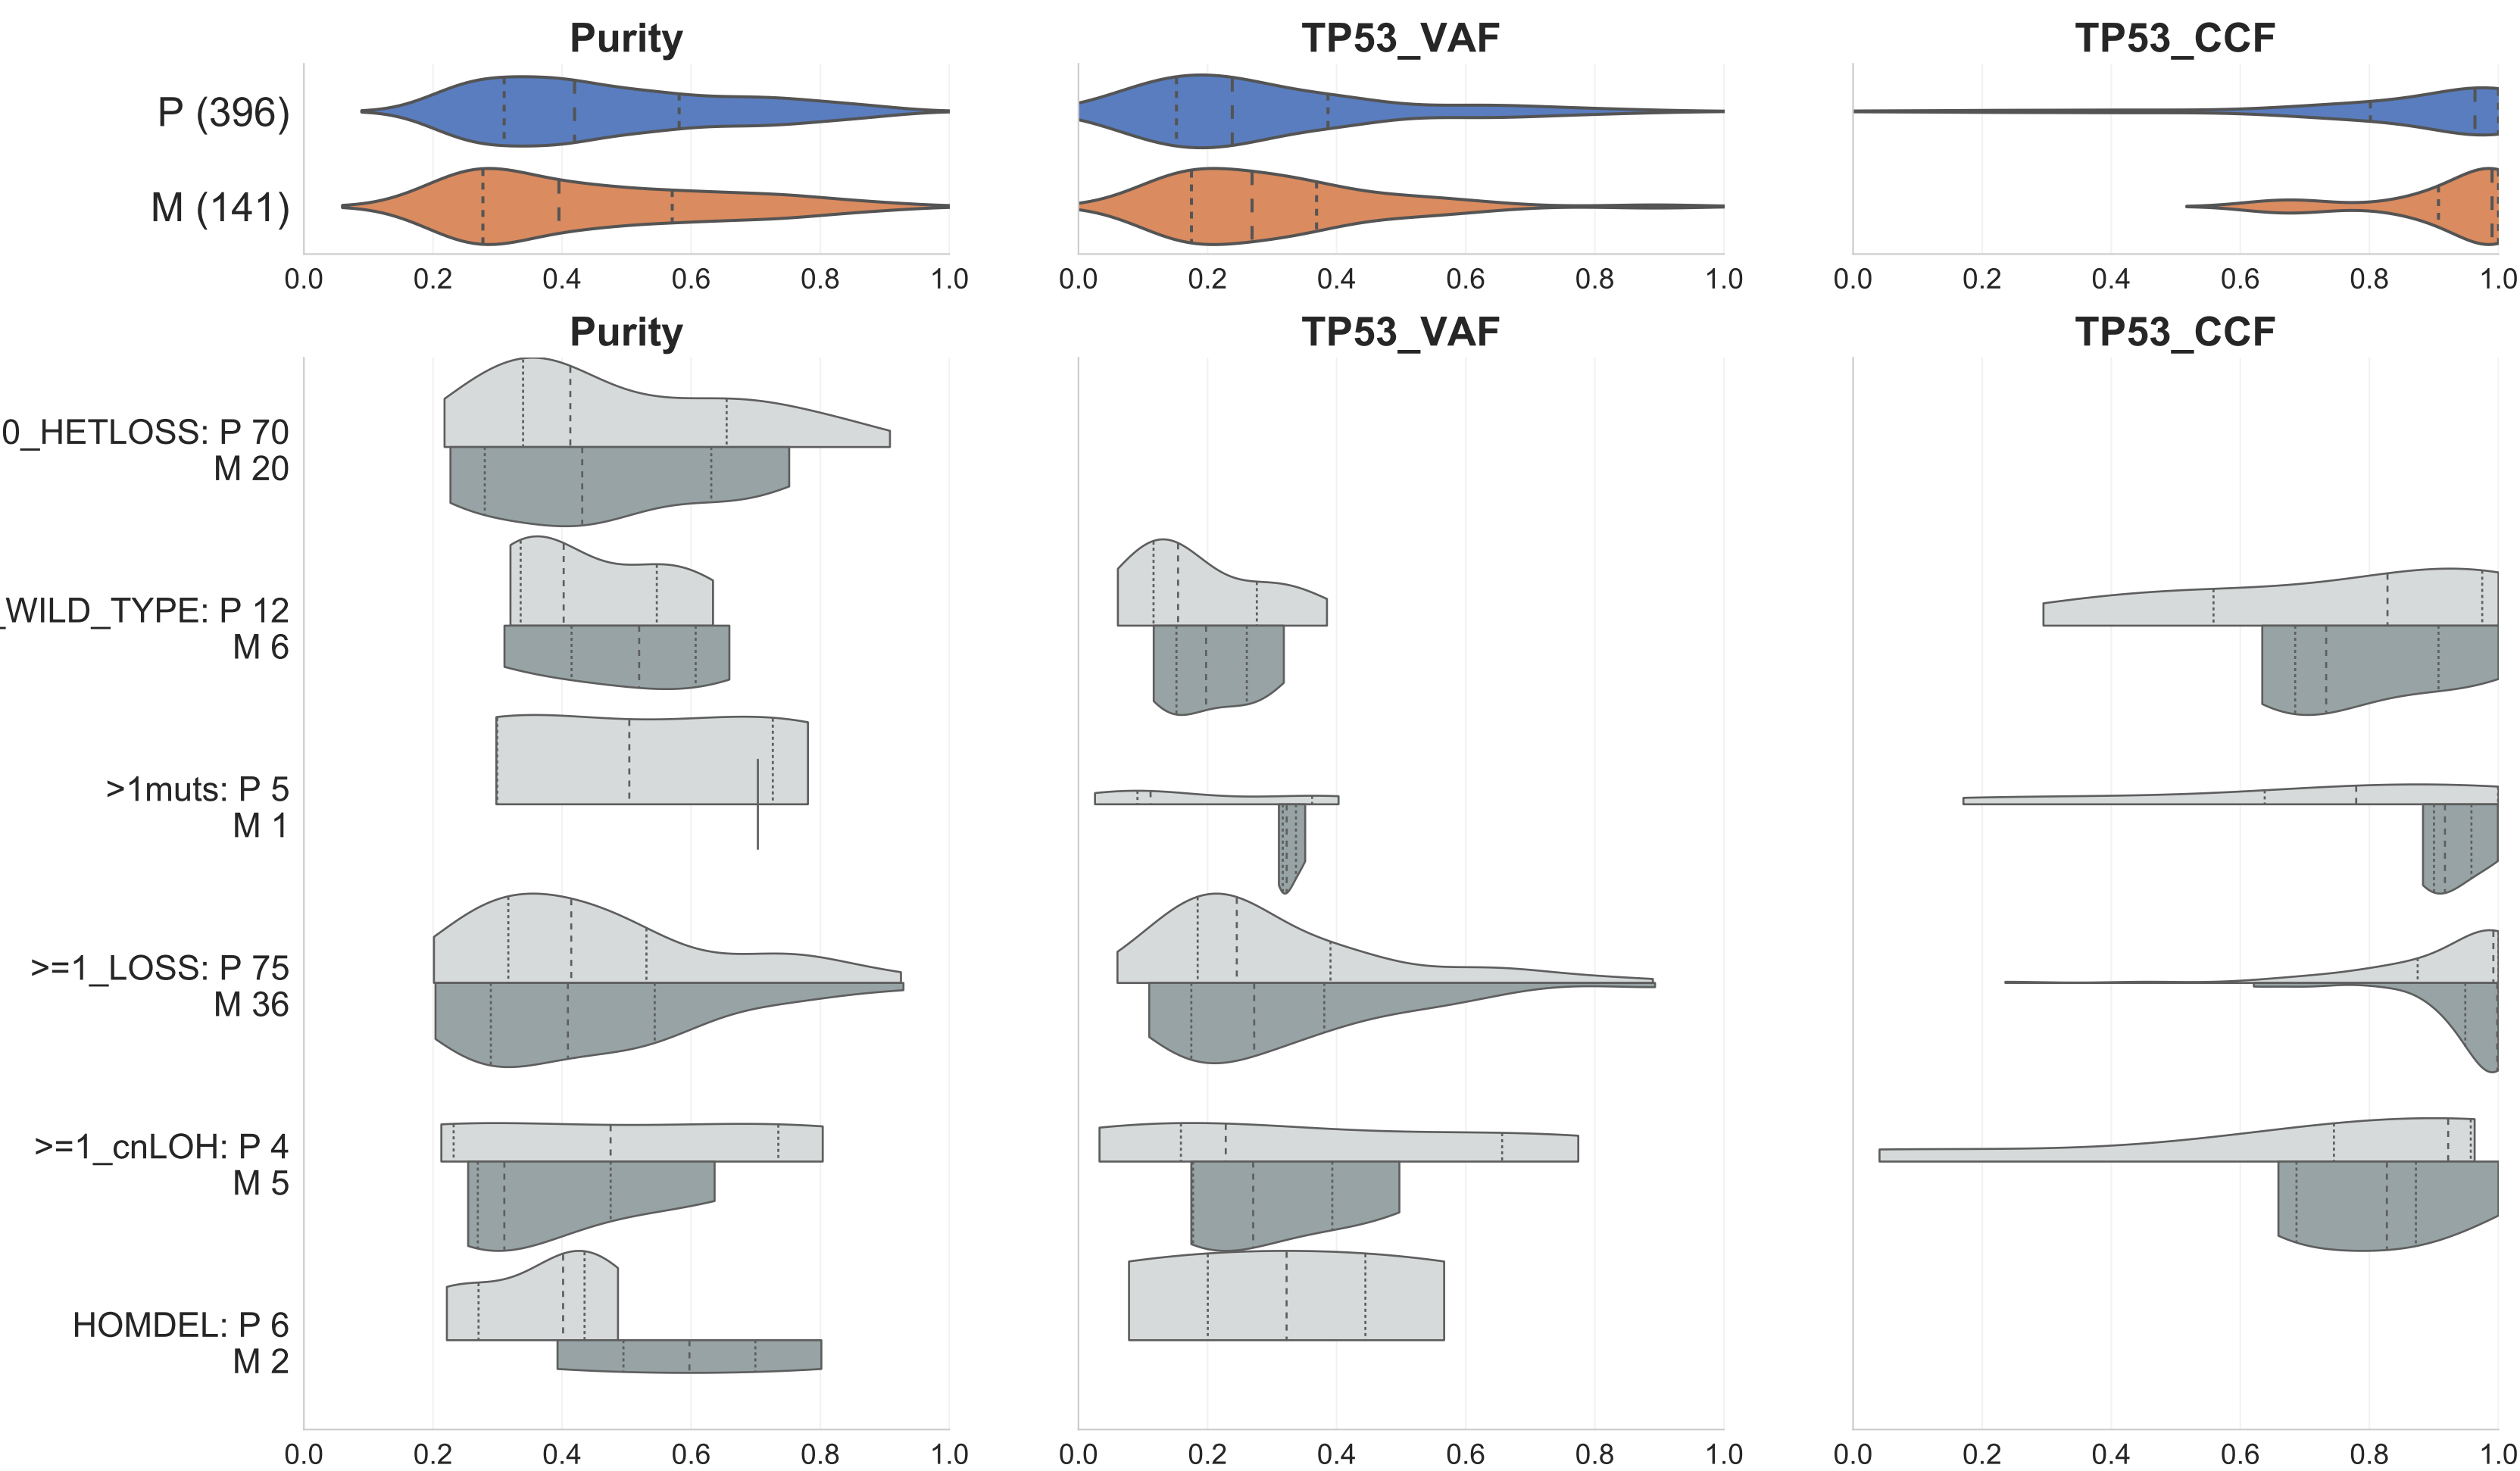 Purity TP53_VAF TP53_CCF
P (396)
M (141)
0.0 0.2 0.4 0.6 0.8 1.0 0.0 0.2 0.4 0.6 0.8 1.0 0.0 0.2 0.4 0.6 0.8 1.0
Purity TP53_VAF TP53_CCF
0_HETLOSS: P 70
M 20
_WILD_TYPE: P 12
M 6
>1muts: P 5
M 1
>=1_LOSS: P 75
M 36
>=1_cnLOH: P 4
M 5
HOMDEL: P 6
M 2
0.0 0.2 0.4 0.6 0.8 1.0 0.0 0.2 0.4 0.6 0.8 1.0 0.0 0.2 0.4 0.6 0.8 1.0